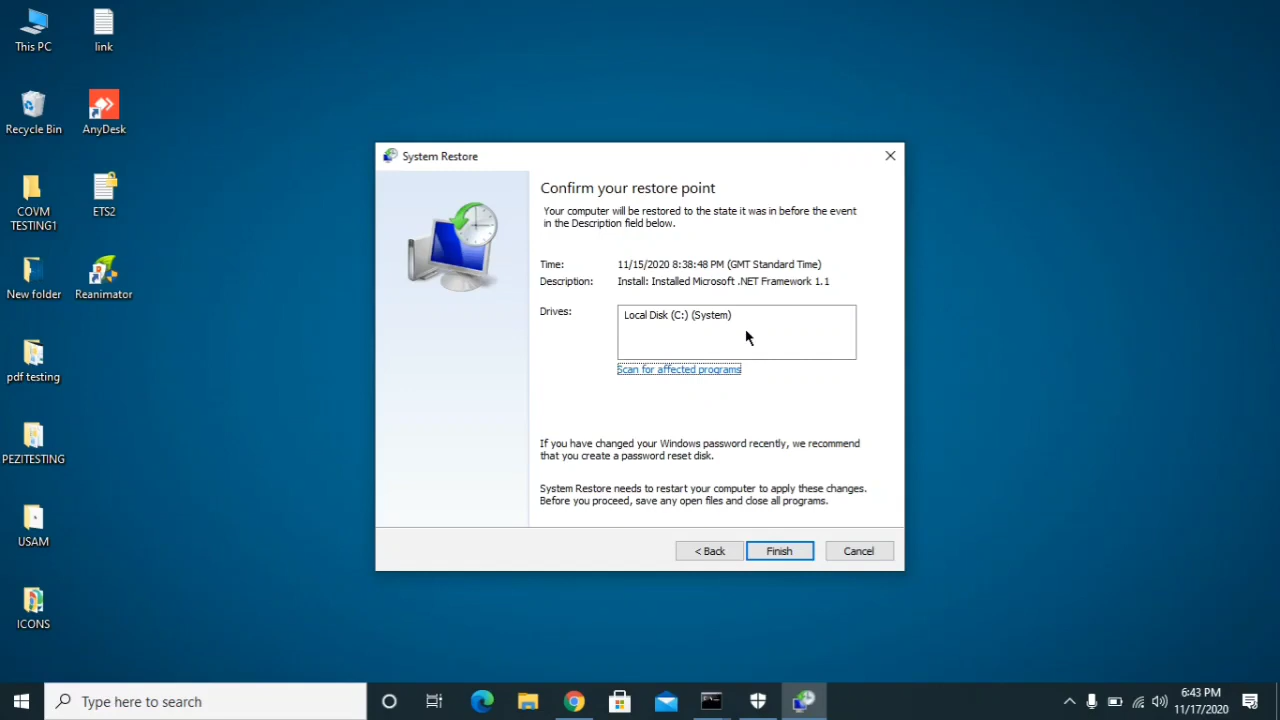 This PC
link
Recycle Bin
AnyDesk
COVM
TESTING1
ETS2
New folder
Reanimator
pdf testing
PEZITESTING
USAM
ICONS
System Restore
Confirm your restore point
Your computer will be restored to the state it was in before the event
in the Description field below.
Time: 11/15/2020 8:38:48 PM (GMT Standard Time)
Description: Install: Installed Microsoft .NET Framework 1.1
Drives: Local Disk (C:) (System)
Scan for affected programs
If you have changed your Windows password recently, we recommend
that you create a password reset disk.
System Restore needs to restart your computer to apply these changes.
Before you proceed, save any open files and close all programs.
< Back Finish Cancel
Type here to search
6:43 PM
11/17/2020